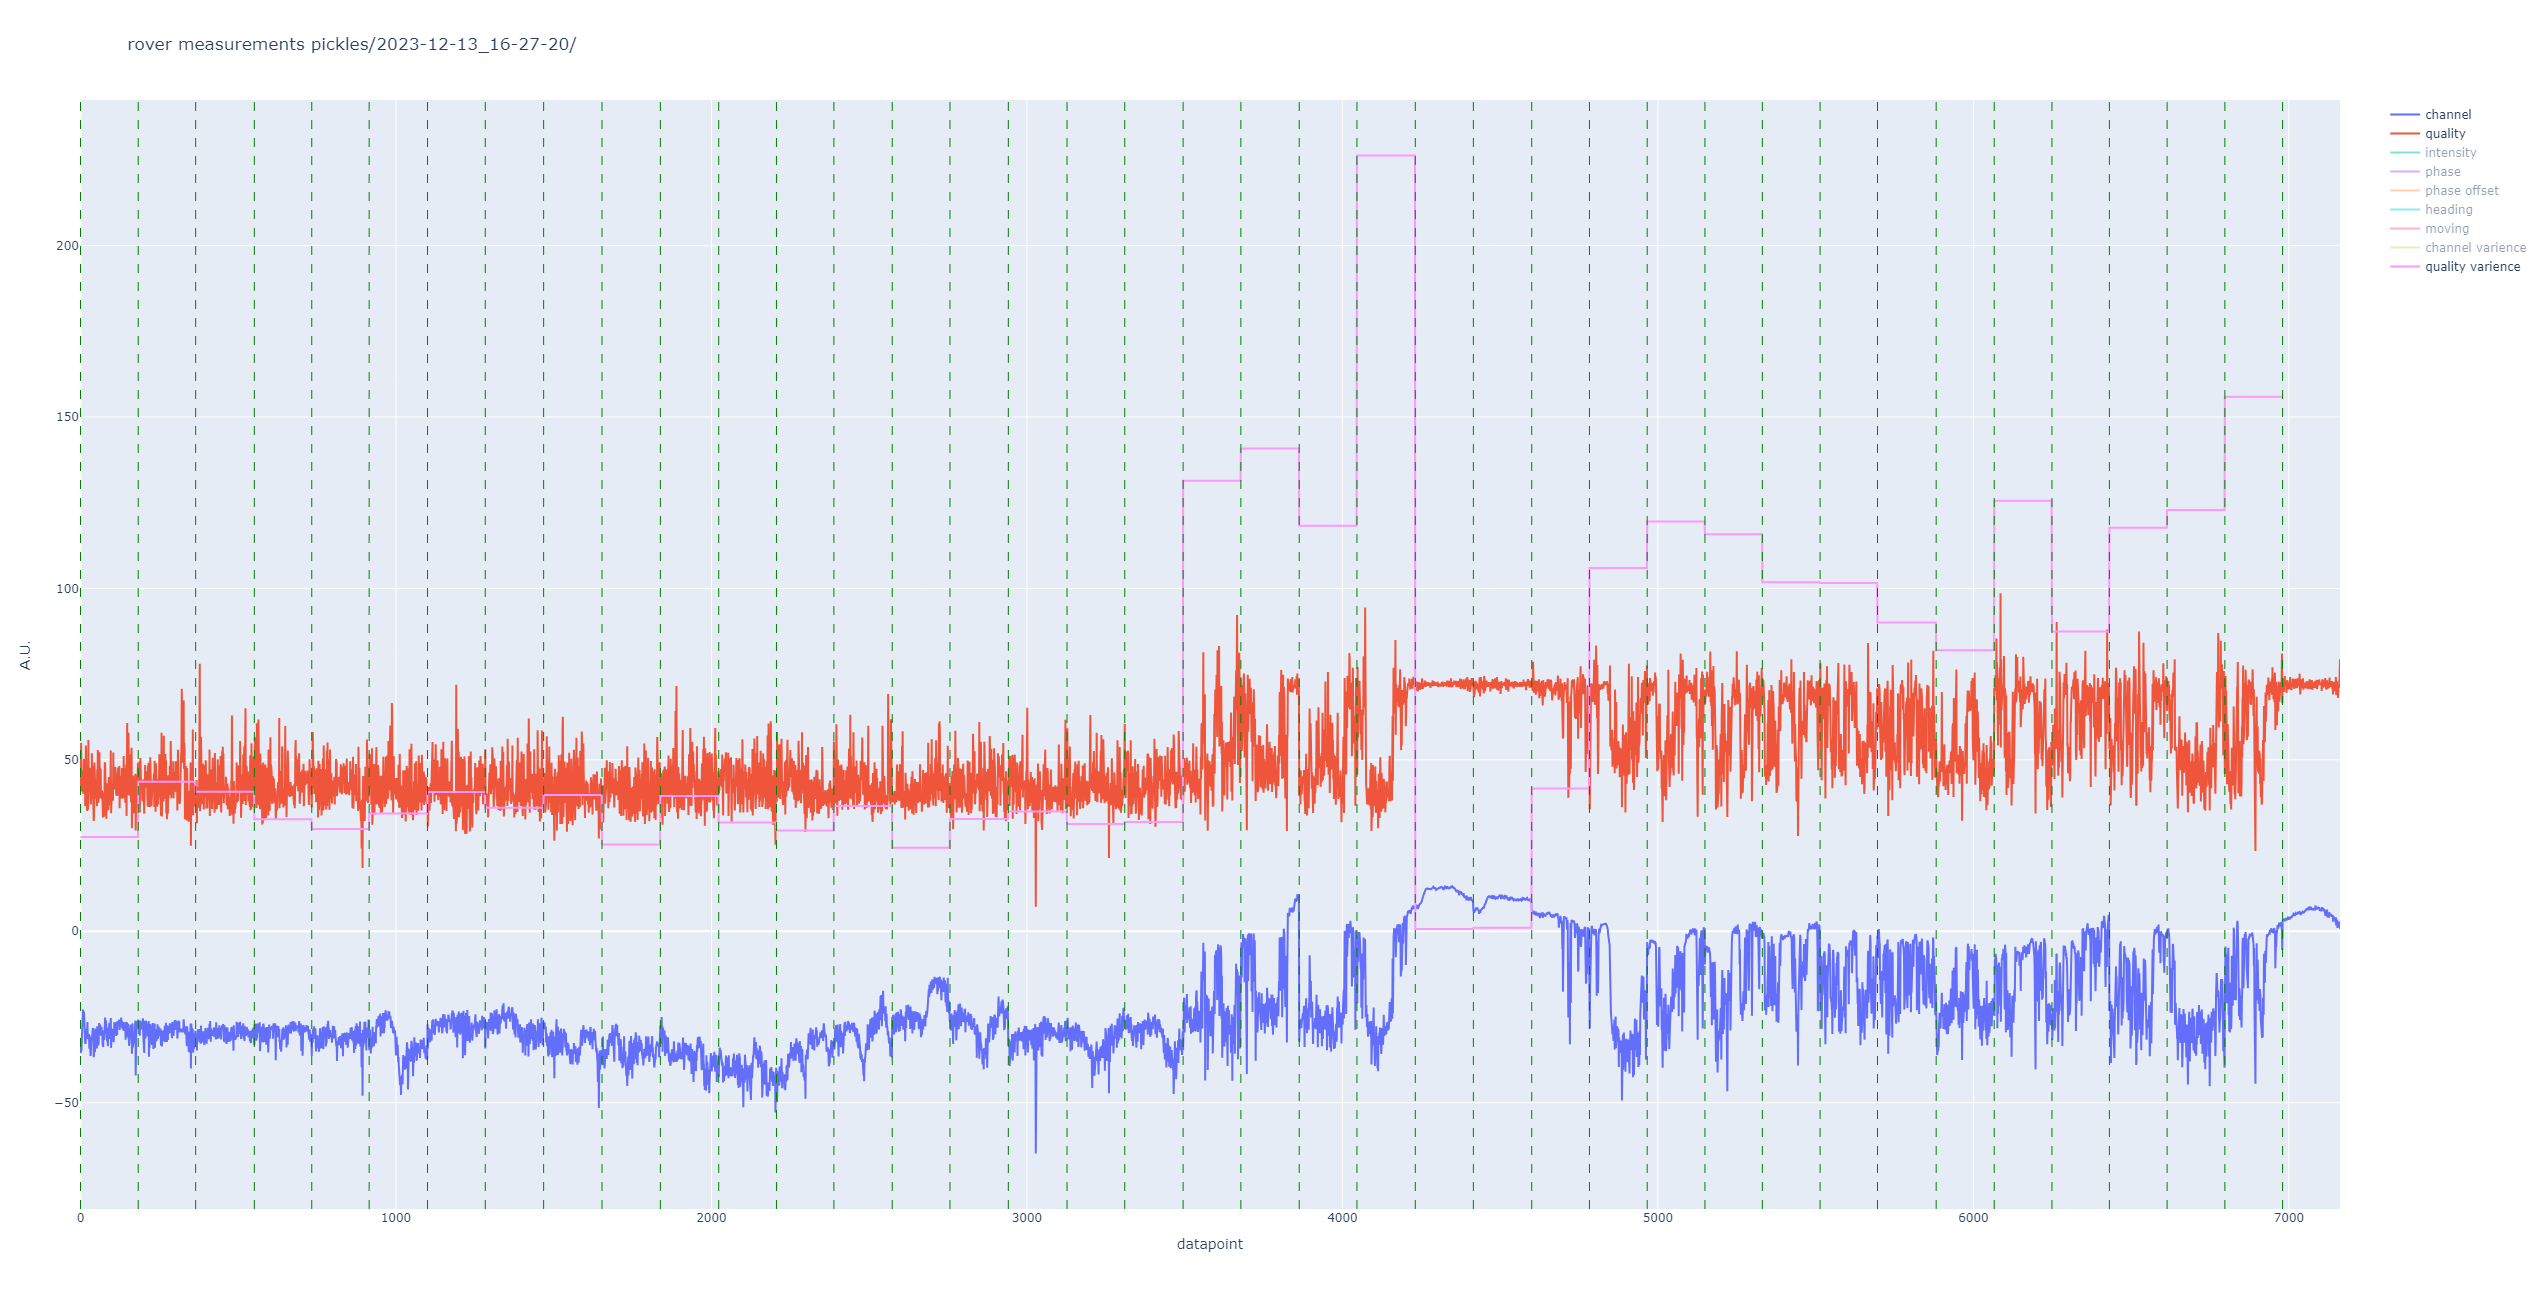 rover measurements pickles/2023-12-13_16-27-20/
channel
quality
intensity
phase
phase offset
heading
moving
channel varience
quality varience
200
150
100
50
0
−50
A.U.
0 1000 2000 3000 4000 5000 6000 7000
datapoint